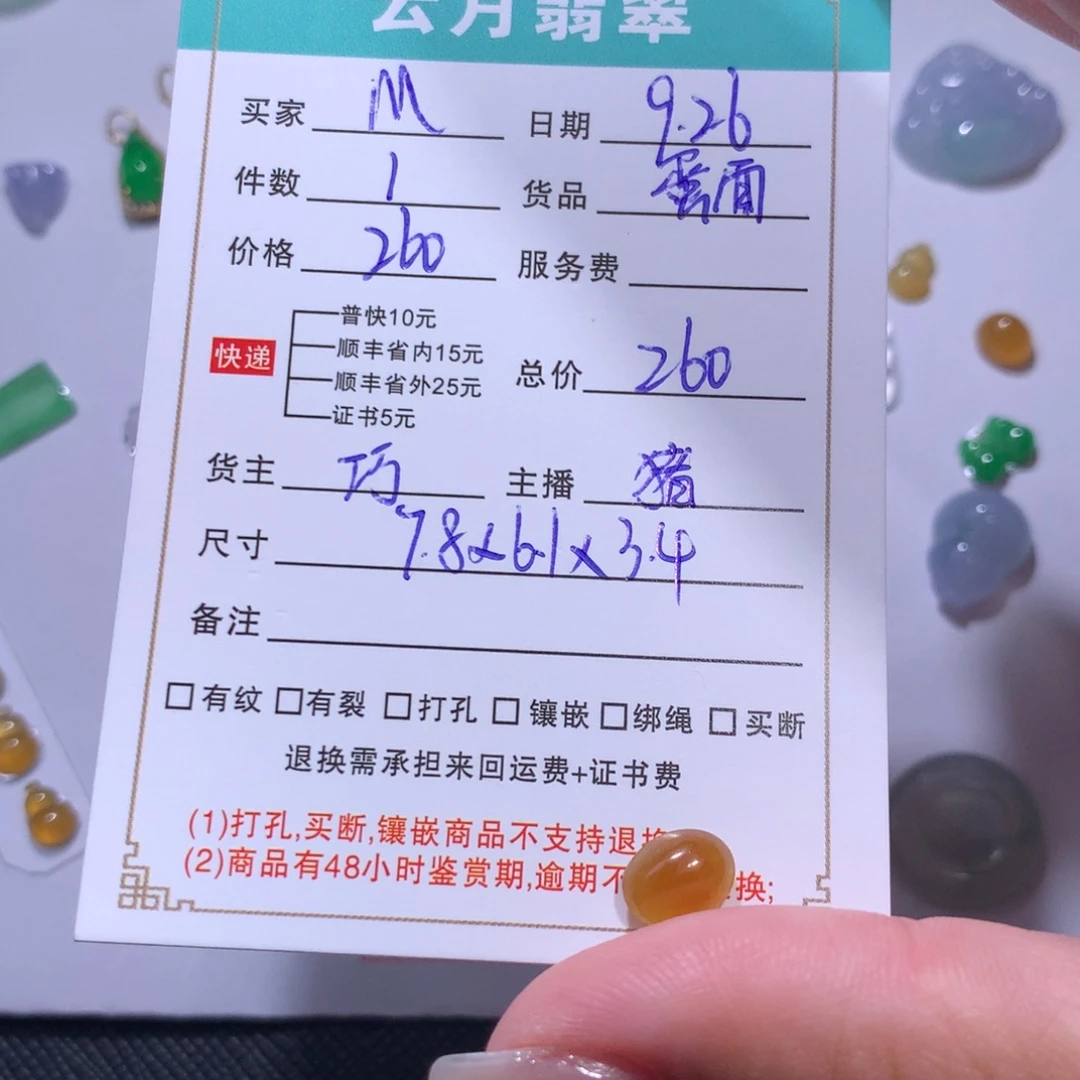 云月翡翠
买家 M 日期 9.26
件数 1 货品 蛋面
价格 260 服务费
普快10元
顺丰省内15元
快递 总价 260
顺丰省外25元
证书5元
货主 巧 主播 猪
尺寸 7.8x6.1x3.4
备注
□有纹 □有裂 □打孔 □镶嵌 □绑绳 □买断
退换需承担来回运费+证书费
(1)打孔,买断,镶嵌商品不支持退换
(2)商品有48小时鉴赏期,逾期不 换;